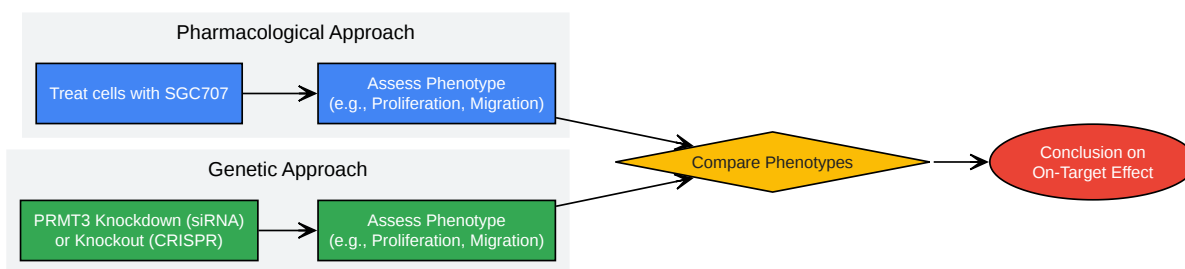 Pharmacological Approach
Treat cells with SGC707
Assess Phenotype
(e.g., Proliferation, Migration)
Genetic Approach
PRMT3 Knockdown (siRNA)
or Knockout (CRISPR)
Assess Phenotype
(e.g., Proliferation, Migration)
Compare Phenotypes
Conclusion on
On-Target Effect